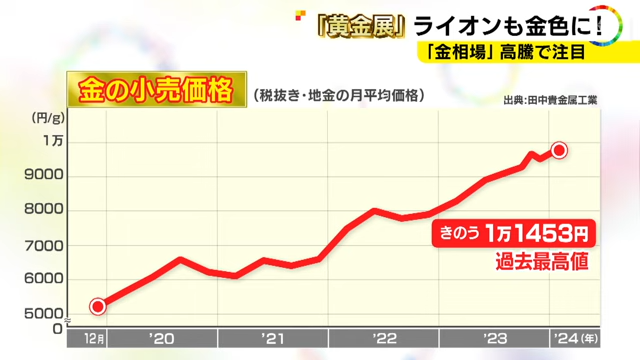 「黄金展」ライオンも金色に!
「金相場」高騰で注目
金の小売価格
(税抜き・地金の月平均価格)
出典:田中貴金属工業
(円/g)
1万
9000
8000
7000
6000
5000
0
きのう 1万1453円
過去最高値
12月 '20 '21 '22 '23 '24(年)